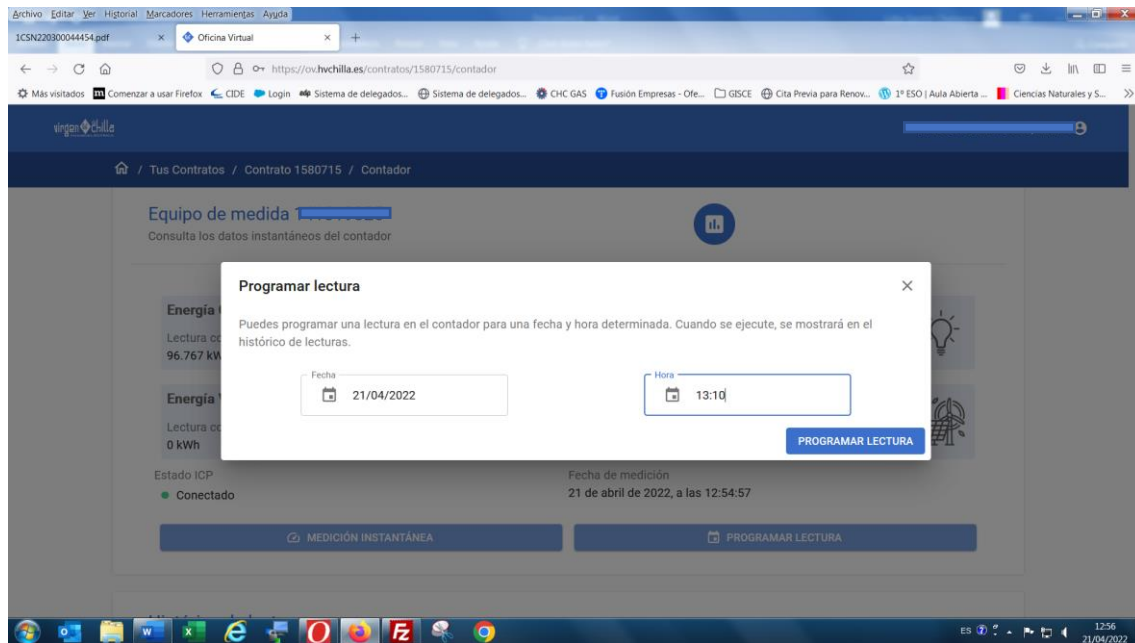 Archivo Editar Ver Historial Marcadores Herramientas Ayuda
1CSN220300044454.pdf × Oficina Virtual × +
https://ov.hvchilla.es/contratos/1580715/contador
Más visitados Comenzar a usar Firefox CIDE Login Sistema de delegados... Sistema de delegados... CHC GAS Fusión Empresas - Ofe... GISCE Cita Previa para Renov... 1º ESO | Aula Abierta ... Ciencias Naturales y S...
virgen chilla
/ Tus Contratos / Contrato 1580715 / Contador
Equipo de medida
Consulta los datos instantáneos del contador
Programar lectura ×
Energía
Puedes programar una lectura en el contador para una fecha y hora determinada. Cuando se ejecute, se mostrará en el
histórico de lecturas.
Lectura
96.767 kW
Fecha
21/04/2022
Hora
13:10
Energía
Lectura
0 kWh
PROGRAMAR LECTURA
Estado ICP
Conectado
Fecha de medición
21 de abril de 2022, a las 12:54:57
MEDICIÓN INSTANTÁNEA
PROGRAMAR LECTURA
ES 12:56
21/04/2022